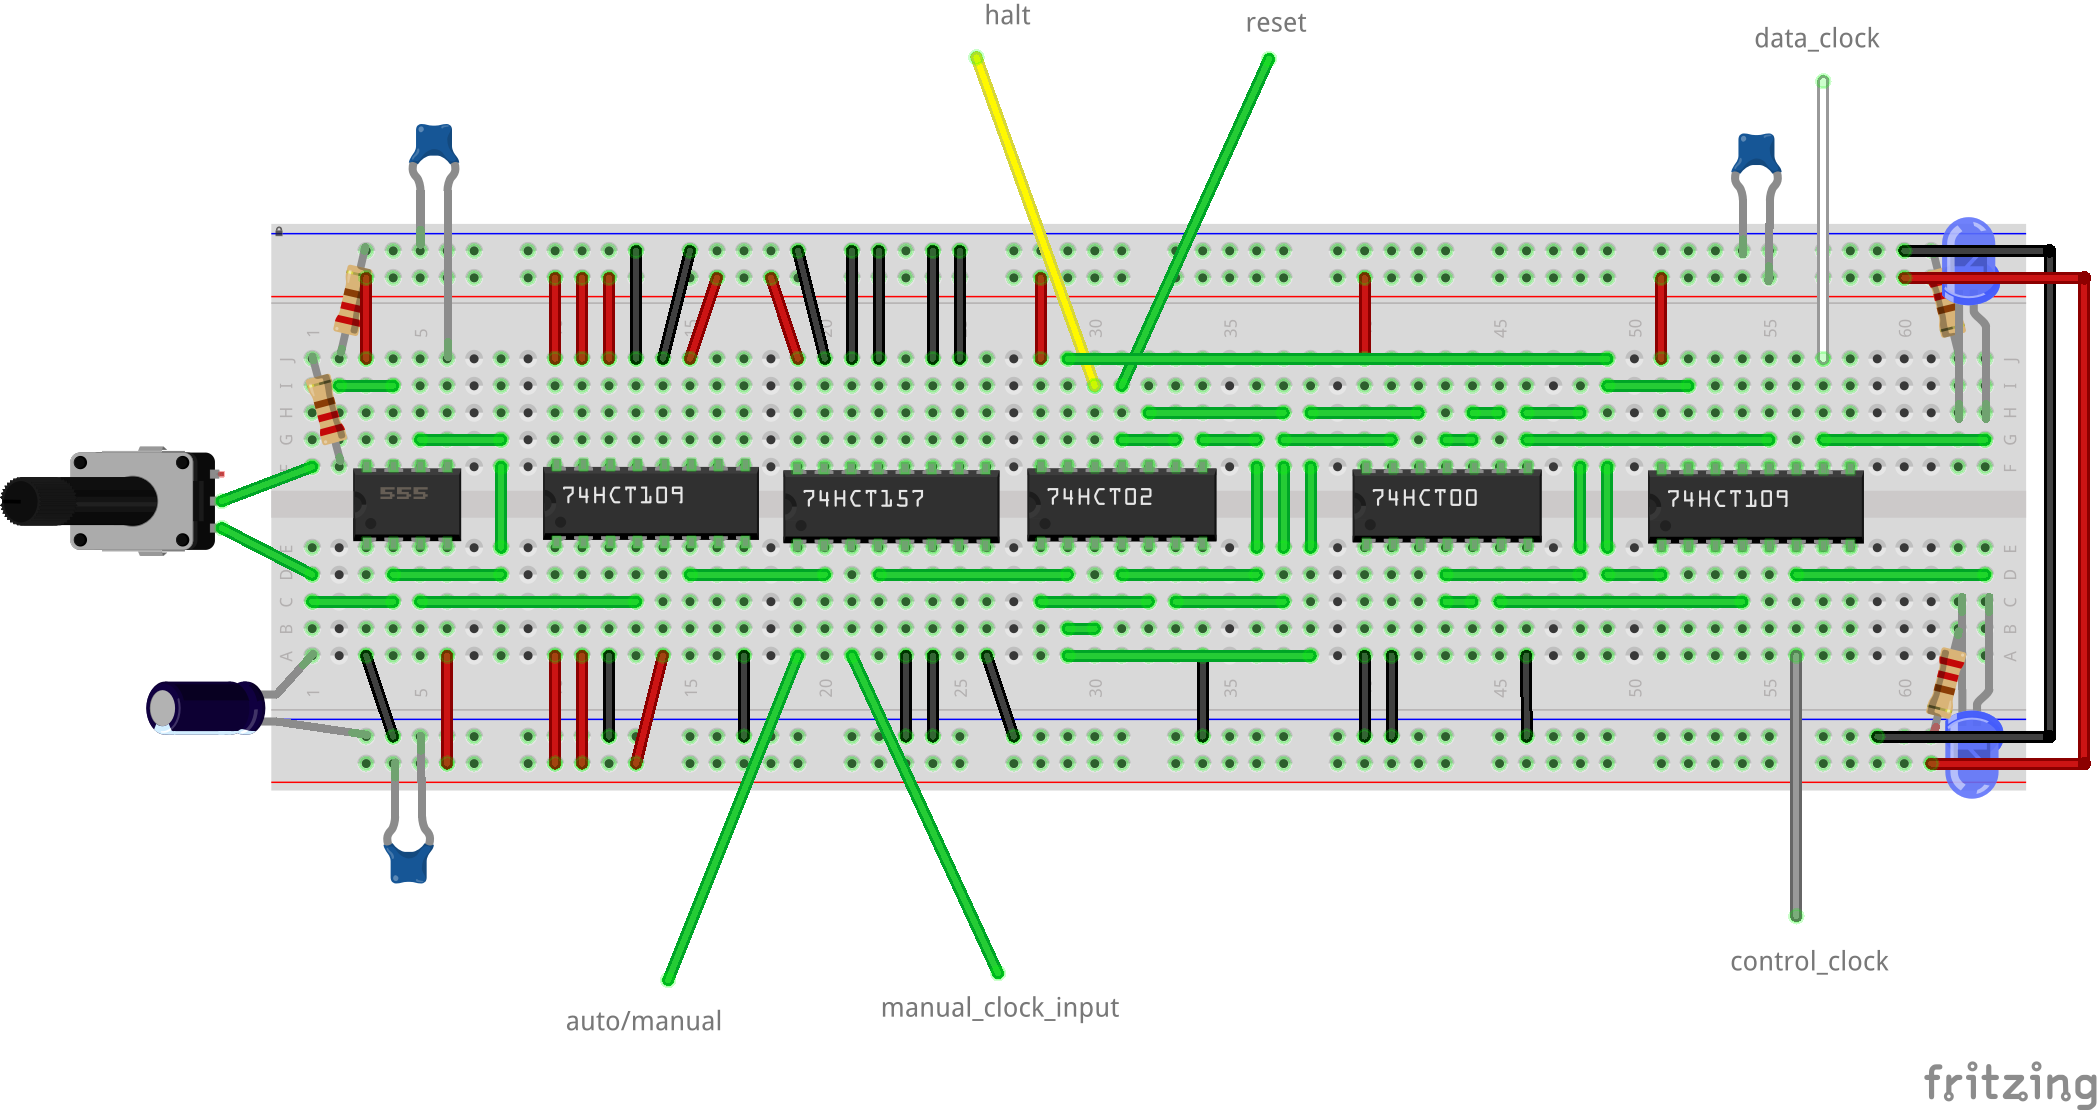 halt
reset
data_clock
1 5 15 20 30 35 45 50 55 60
J J
I I
H H
G G
F F
555 74HCT109 74HCT157 74HCT02 74HCT00 74HCT109
E E
D D
C C
B B
A A
1 5 15 20 25 30 35 45 50 55 60
auto/manual
manual_clock_input
control_clock
fritzing